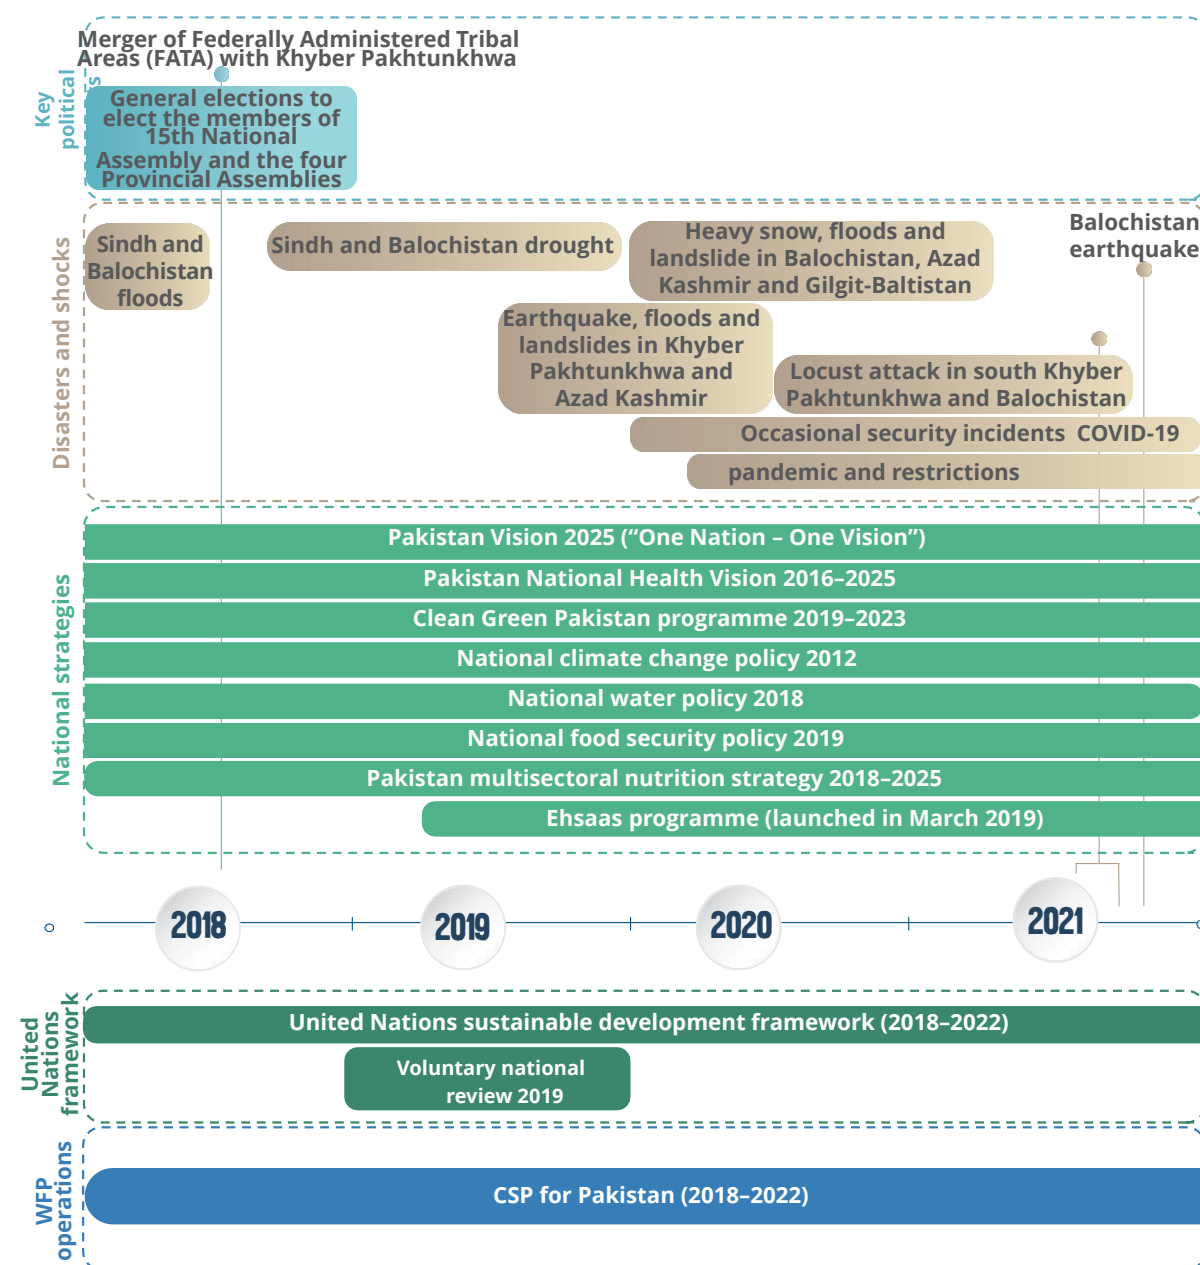 Merger of Federally Administered Tribal
Areas (FATA) with Khyber Pakhtunkhwa
Key
political
General elections to
elect the members of
15th National
Assembly and the four
Provincial Assemblies
Disasters and shocks
Sindh and
Balochistan
floods
Sindh and Balochistan drought
Heavy snow, floods and
landslide in Balochistan, Azad
Kashmir and Gilgit-Baltistan
Balochistan
earthquake
Earthquake, floods and
landslides in Khyber
Pakhtunkhwa and
Azad Kashmir
Locust attack in south Khyber
Pakhtunkhwa and Balochistan
Occasional security incidents COVID-19
pandemic and restrictions
National strategies
Pakistan Vision 2025 (“One Nation – One Vision”)
Pakistan National Health Vision 2016–2025
Clean Green Pakistan programme 2019–2023
National climate change policy 2012
National water policy 2018
National food security policy 2019
Pakistan multisectoral nutrition strategy 2018–2025
Ehsaas programme (launched in March 2019)
2018
2019
2020
2021
United
Nations
framework
United Nations sustainable development framework (2018–2022)
Voluntary national
review 2019
WFP
operations
CSP for Pakistan (2018–2022)